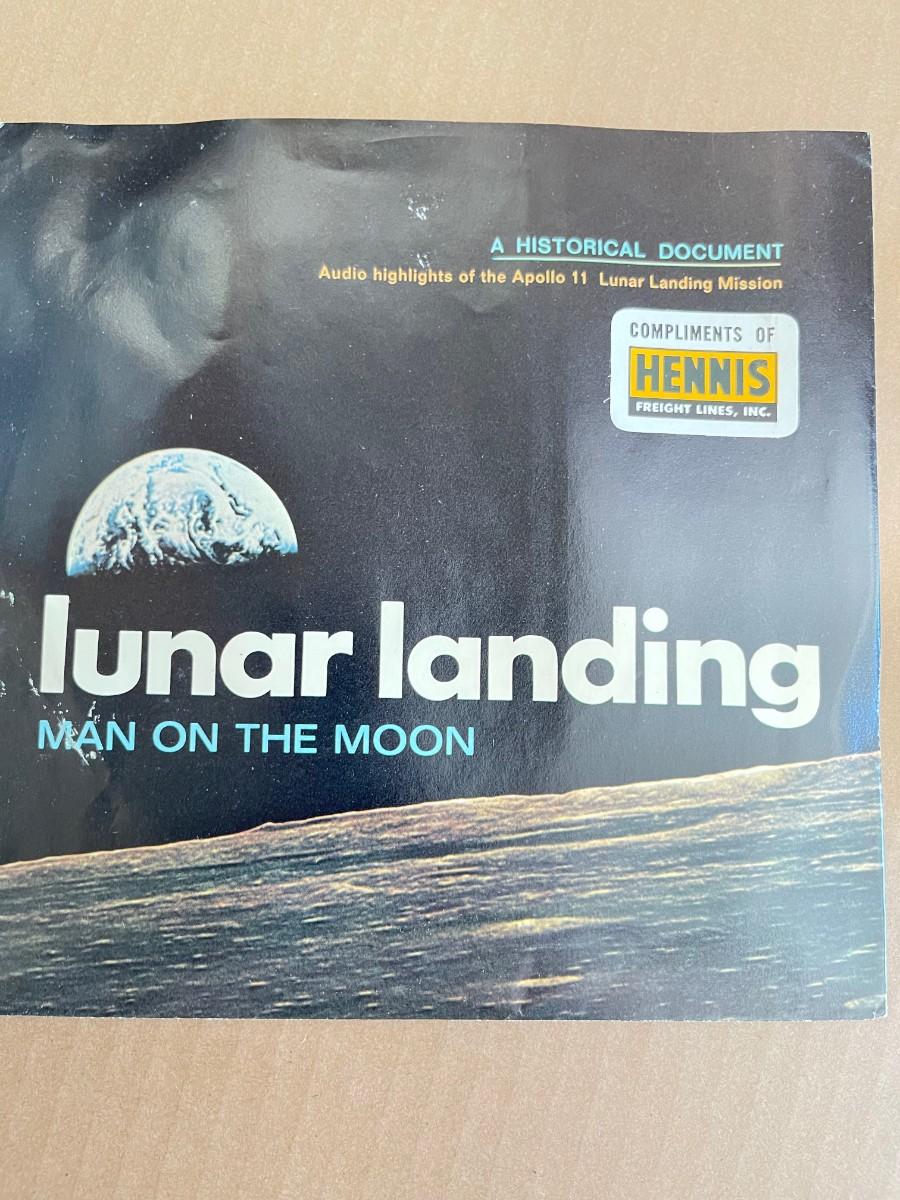 A HISTORICAL DOCUMENT
Audio highlights of the Apollo 11 Lunar Landing Mission
COMPLIMENTS OF
HENNIS
FREIGHT LINES, INC.
lunar landing
MAN ON THE MOON